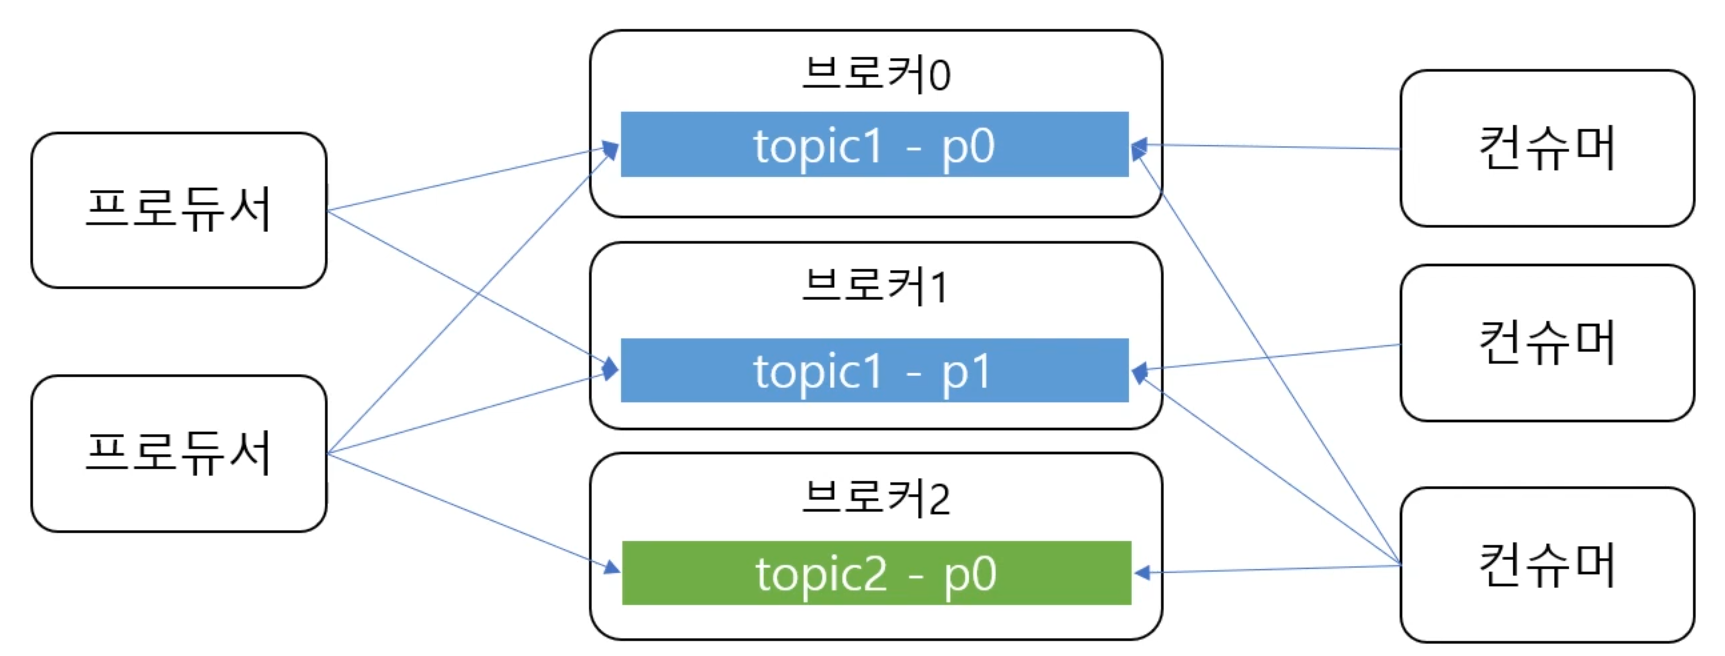 프로듀서
프로듀서
브로커0
topic1 - p0
브로커1
topic1 - p1
브로커2
topic2 - p0
컨슈머
컨슈머
컨슈머